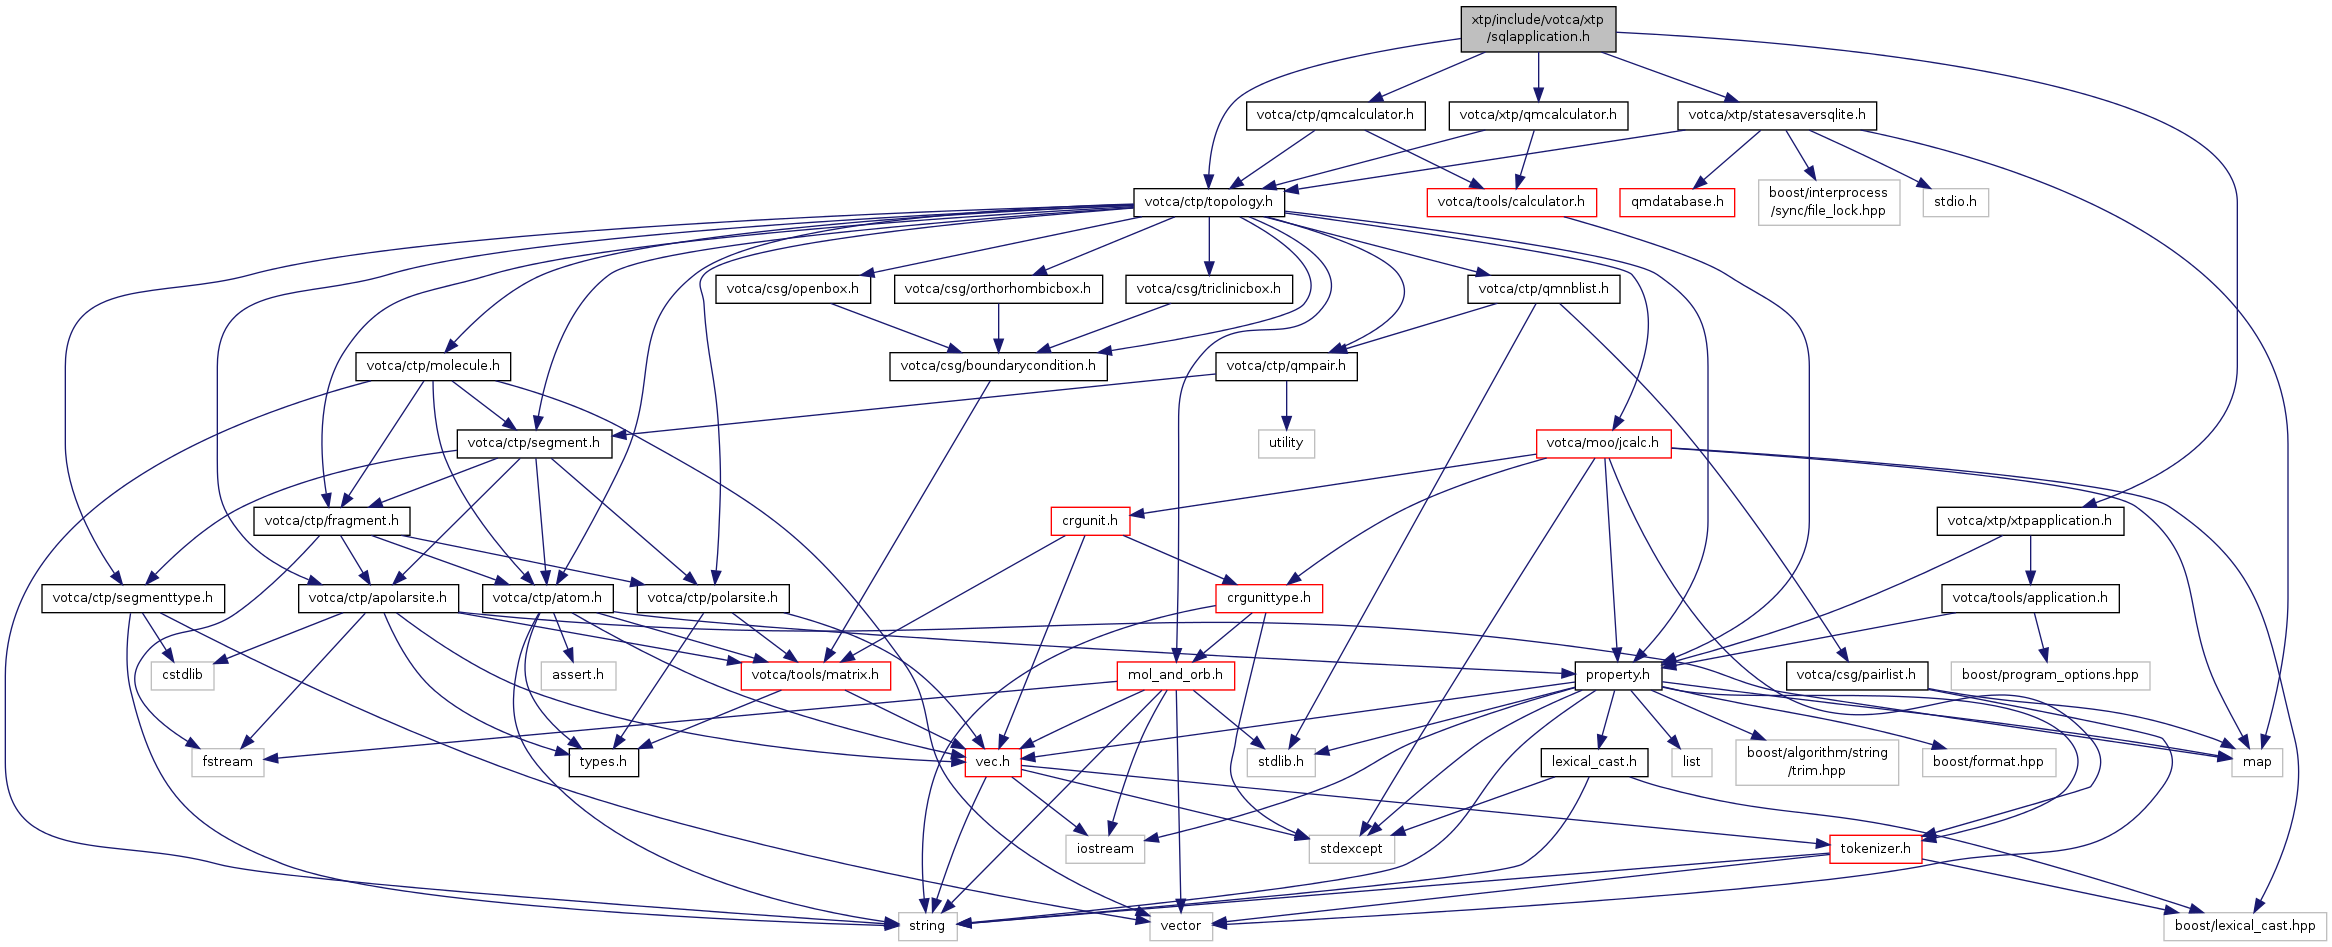 xtp/include/votca/xtp
/sqlapplication.h
votca/ctp/qmcalculator.h
votca/xtp/qmcalculator.h
votca/xtp/statesaversqlite.h
votca/ctp/topology.h
votca/tools/calculator.h
qmdatabase.h
boost/interprocess
/sync/file_lock.hpp
stdio.h
votca/csg/openbox.h
votca/csg/orthorhombicbox.h
votca/csg/triclinicbox.h
votca/ctp/qmnblist.h
votca/ctp/molecule.h
votca/csg/boundarycondition.h
votca/ctp/qmpair.h
votca/ctp/segment.h
utility
votca/moo/jcalc.h
votca/ctp/fragment.h
crgunit.h
votca/xtp/xtpapplication.h
votca/ctp/segmenttype.h
votca/ctp/apolarsite.h
votca/ctp/atom.h
votca/ctp/polarsite.h
crgunittype.h
votca/tools/application.h
cstdlib
assert.h
votca/tools/matrix.h
mol_and_orb.h
property.h
votca/csg/pairlist.h
boost/program_options.hpp
fstream
types.h
vec.h
stdlib.h
lexical_cast.h
list
boost/algorithm/string
/trim.hpp
boost/format.hpp
map
iostream
stdexcept
tokenizer.h
string
vector
boost/lexical_cast.hpp